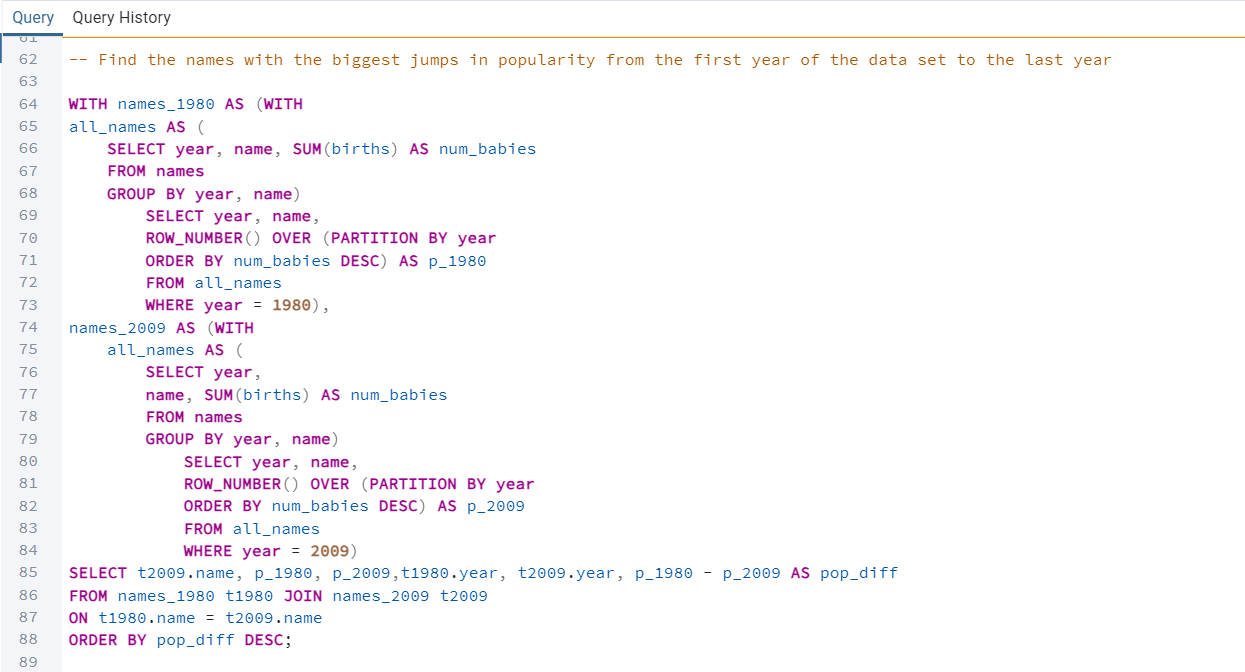 Query Query History
61
62 -- Find the names with the biggest jumps in popularity from the first year of the data set to the last year
63
64 WITH names_1980 AS (WITH
65 all_names AS (
66 SELECT year, name, SUM(births) AS num_babies
67 FROM names
68 GROUP BY year, name)
69 SELECT year, name,
70 ROW_NUMBER() OVER (PARTITION BY year
71 ORDER BY num_babies DESC) AS p_1980
72 FROM all_names
73 WHERE year = 1980),
74 names_2009 AS (WITH
75 all_names AS (
76 SELECT year,
77 name, SUM(births) AS num_babies
78 FROM names
79 GROUP BY year, name)
80 SELECT year, name,
81 ROW_NUMBER() OVER (PARTITION BY year
82 ORDER BY num_babies DESC) AS p_2009
83 FROM all_names
84 WHERE year = 2009)
85 SELECT t2009.name, p_1980, p_2009,t1980.year, t2009.year, p_1980 - p_2009 AS pop_diff
86 FROM names_1980 t1980 JOIN names_2009 t2009
87 ON t1980.name = t2009.name
88 ORDER BY pop_diff DESC;
89